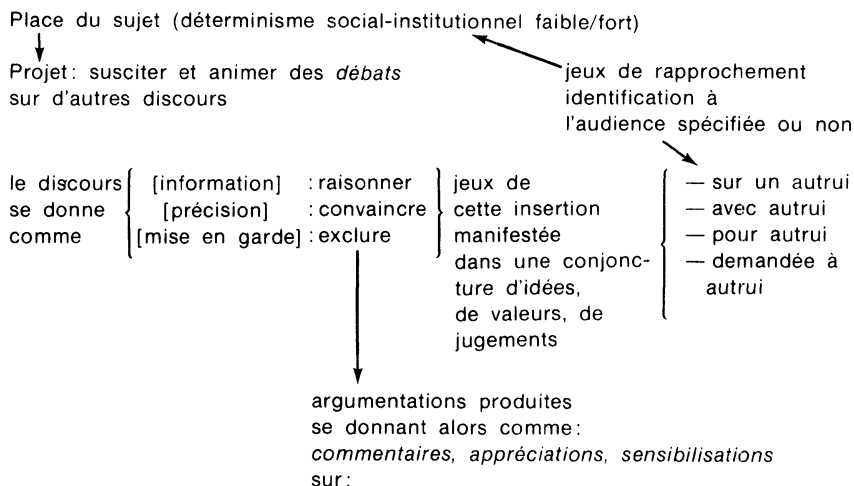 Place du sujet (déterminisme social-institutionnel faible/fort)
Projet: susciter et animer des débats
sur d'autres discours
jeux de rapprochement
identification à
l'audience spécifiée ou non
le discours
se donne
comme
[information] : raisonner
[précision] : convaincre
[mise en garde] : exclure
jeux de
cette insertion
manifestée
dans une conjonc-
ture d'idées,
de valeurs, de
jugements
— sur un autrui
— avec autrui
— pour autrui
— demandée à
autrui
argumentations produites
se donnant alors comme:
commentaires, appréciations, sensibilisations
sur: